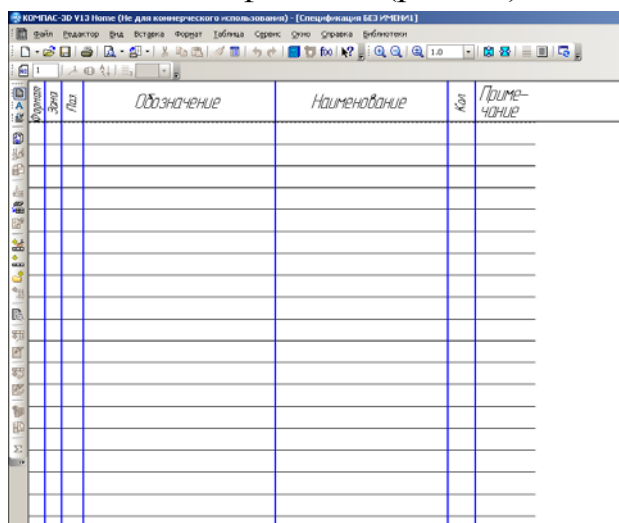 КОМПАС-3D V13 Home (Не для коммерческого использования) - [Спецификация БЕЗ ИМЕНИ1]
Файл Редактор Вид Вставка Формат Таблица Сервис Окно Справка Библиотеки
1.0
1
Формат Зона Поз. Обозначение Наименование Кол. Приме-
чание